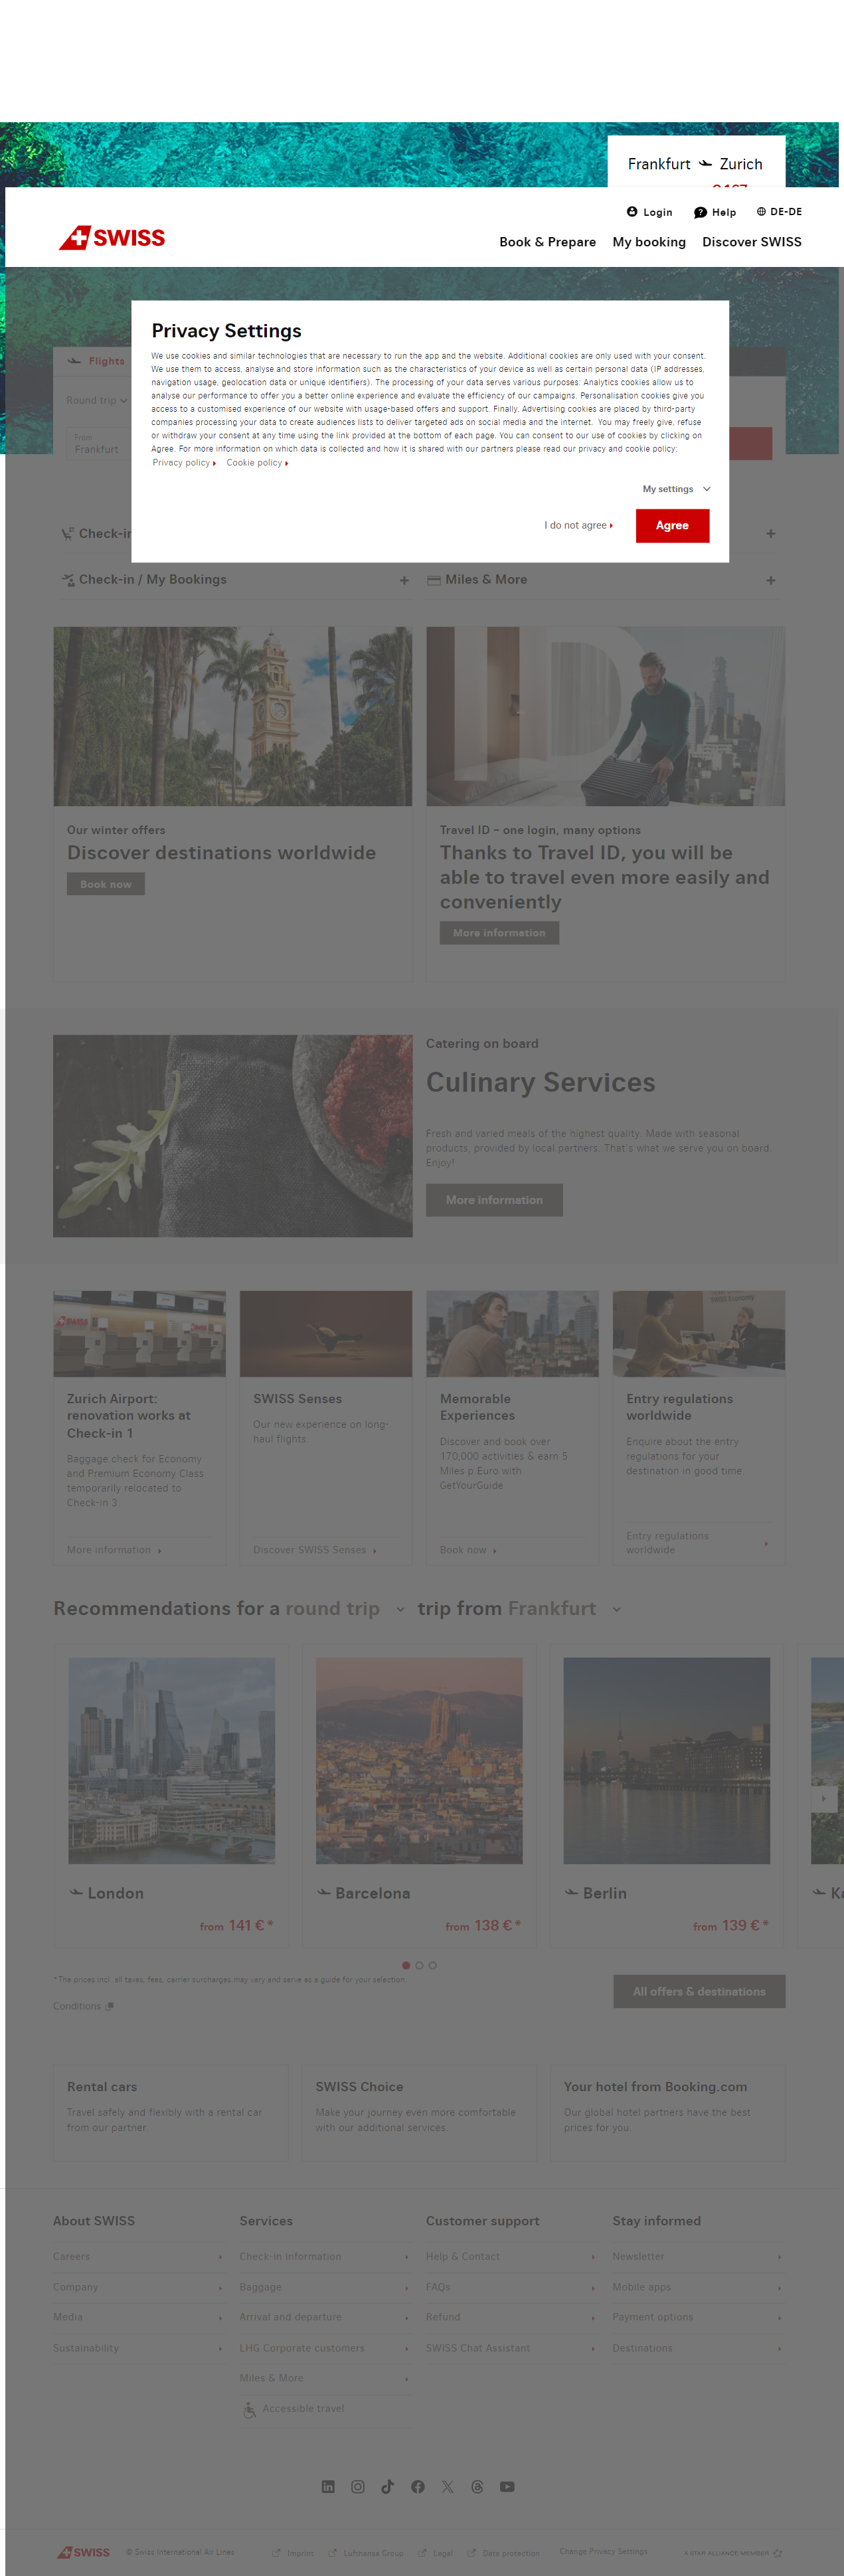 Frankfurt Zurich
Login Help DE-DE
SWISS
Book & Prepare My booking Discover SWISS
Privacy Settings
We use cookies and similar technologies that are necessary to run the app and the website. Additional cookies are only used with your consent.
We use them to access, analyse and store information such as the characteristics of your device as well as certain personal data (IP addresses,
navigation usage, geolocation data or unique identifiers). The processing of your data serves various purposes: Analytics cookies allow us to
analyse our performance to offer you a better online experience and evaluate the efficiency of our campaigns. Personalisation cookies give you
access to a customised experience of our website with usage-based offers and support. Finally, Advertising cookies are placed by third-party
companies processing your data to create audiences lists to deliver targeted ads on social media and the internet. You may freely give, refuse
or withdraw your consent at any time using the link provided at the bottom of each page. You can consent to our use of cookies by clicking on
Agree. For more information on which data is collected and how it is shared with our partners please read our privacy and cookie policy:
Privacy policy Cookie policy
My settings
I do not agree Agree
Flights
Round trip
From
Frankfurt
Check-in
Check-in / My Bookings
Miles & More
Our winter offers
Discover destinations worldwide
Book now
Travel ID – one login, many options
Thanks to Travel ID, you will be
able to travel even more easily and
conveniently
More information
Catering on board
Culinary Services
Fresh and varied meals of the highest quality. Made with seasonal
products, provided by local partners. That's what we serve you on board.
Enjoy!
More information
Zurich Airport:
renovation works at
Check-in 1
Baggage check for Economy
and Premium Economy Class
temporarily relocated to
Check-in 3.
More information
SWISS Senses
Our new experience on long-
haul flights.
Discover SWISS Senses
Memorable
Experiences
Discover and book over
170,000 activities & earn 5
Miles p.Euro with
GetYourGuide
Book now
Entry regulations
worldwide
Enquire about the entry
regulations for your
destination in good time.
Entry regulations
worldwide
Recommendations for a round trip trip from Frankfurt
London
from 141 € *
Barcelona
from 138 € *
Berlin
from 139 € *
Ka
*The prices incl. all taxes, fees, carrier surcharges may vary and serve as a guide for your selection.
Conditions
All offers & destinations
Rental cars
Travel safely and flexibly with a rental car
from our partner.
SWISS Choice
Make your journey even more comfortable
with our additional services.
Your hotel from Booking.com
Our global hotel partners have the best
prices for you.
About SWISS
Careers
Company
Media
Sustainability
Services
Check-in information
Baggage
Arrival and departure
LHG Corporate customers
Miles & More
Accessible travel
Customer support
Help & Contact
FAQs
Refund
SWISS Chat Assistant
Stay informed
Newsletter
Mobile apps
Payment options
Destinations
SWISS © Swiss International Air Lines Imprint Lufthansa Group Legal Data protection Change Privacy Settings A STAR ALLIANCE MEMBER